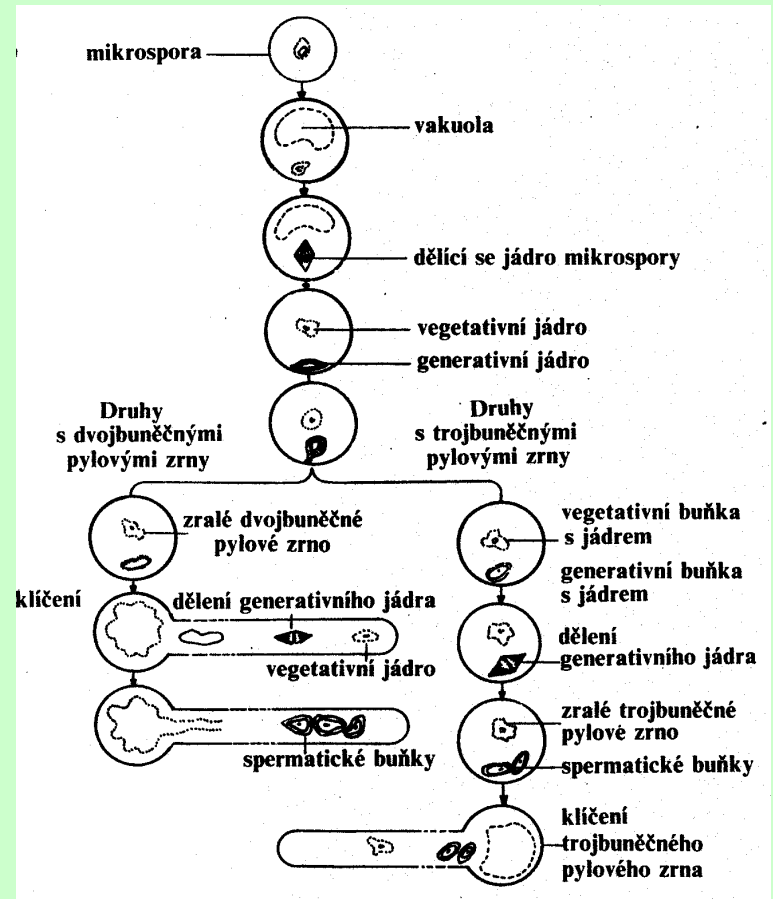 mikrospora
vakuola
dělící se jádro mikrospory
vegetativní jádro
generativní jádro
Druhy
s dvojbuněčnými
pylovými zrny
Druhy
s trojbuněčnými
pylovými zrny
zralé dvojbuněčné
pylové zrno
klíčení
dělení generativního jádra
vegetativní jádro
spermatické buňky
vegetativní buňka
s jádrem
generativní buňka
s jádrem
dělení
generativního jádra
zralé trojbuněčné
pylové zrno
spermatické buňky
klíčení
trojbuněčného
pylového zrna